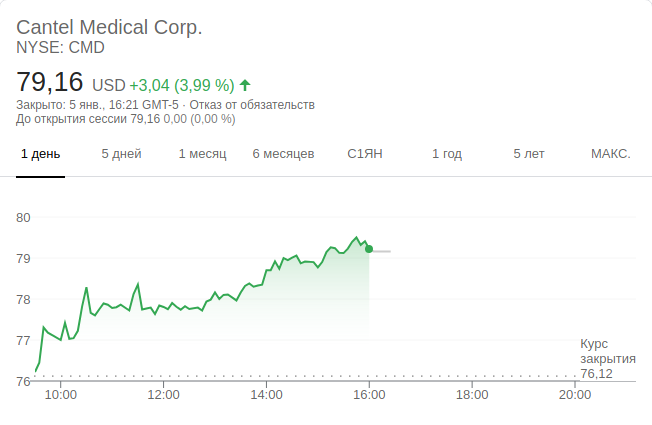 Cantel Medical Corp.
NYSE: CMD
79,16 USD +3,04 (3,99 %)
Закрыто: 5 янв., 16:21 GMT-5 · Отказ от обязательств
До открытия сессии 79,16 0,00 (0,00 %)
1 день 5 дней 1 месяц 6 месяцев С1ЯН 1 год 5 лет МАКС.
80
79
78
77
Курс
закрытия
76,12
76
10:00 12:00 14:00 16:00 18:00 20:00